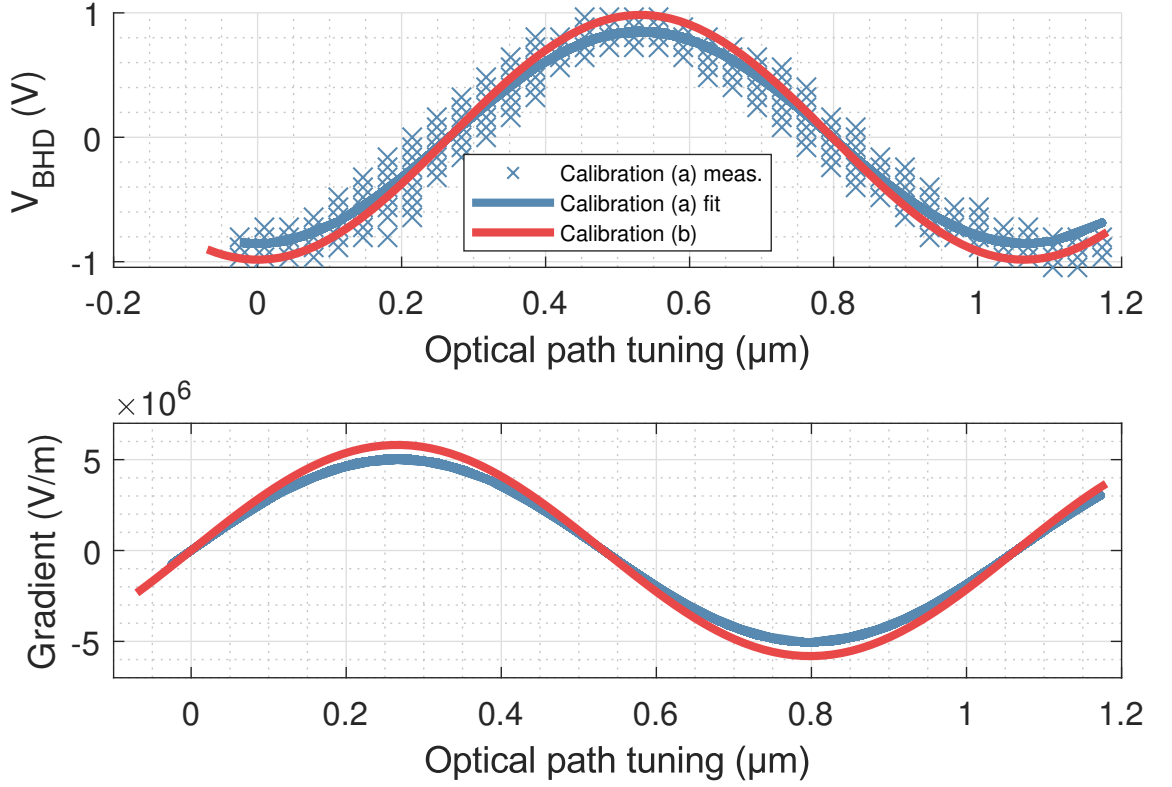 1
0
-1
V_BHD (V)
Calibration (a) meas.
Calibration (a) fit
Calibration (b)
-0.2 0 0.2 0.4 0.6 0.8 1 1.2
Optical path tuning (μm)
×10^6
5
0
-5
Gradient (V/m)
0 0.2 0.4 0.6 0.8 1 1.2
Optical path tuning (μm)